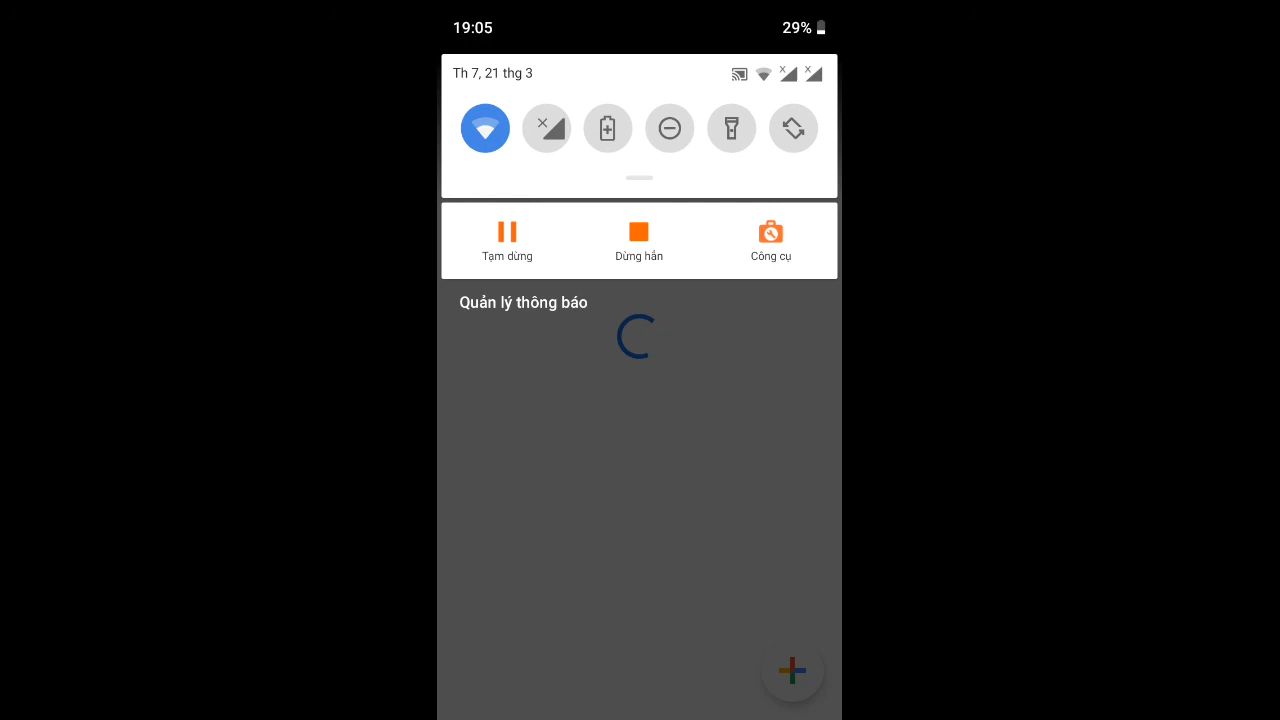 19:05 29%
Th 7, 21 thg 3
Tạm dừng Dừng hẳn Công cụ
Quản lý thông báo